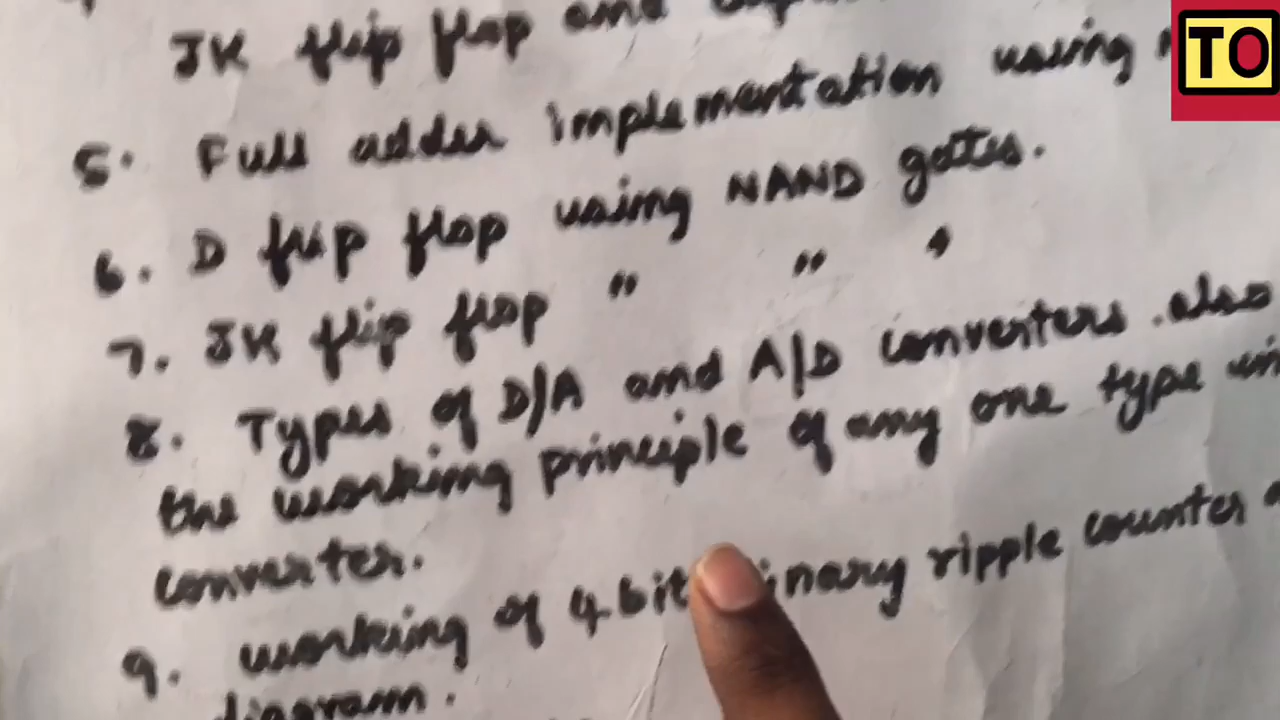 JK flip flop and
TO
5. Full adder implementation using
6. D flip flop using NAND gates.
7. JK flip flop " " "
8. Types of D/A and A/D converters. also
the working principle of any one type
converter.
9. working of 4 bit binary ripple counter
diagram.